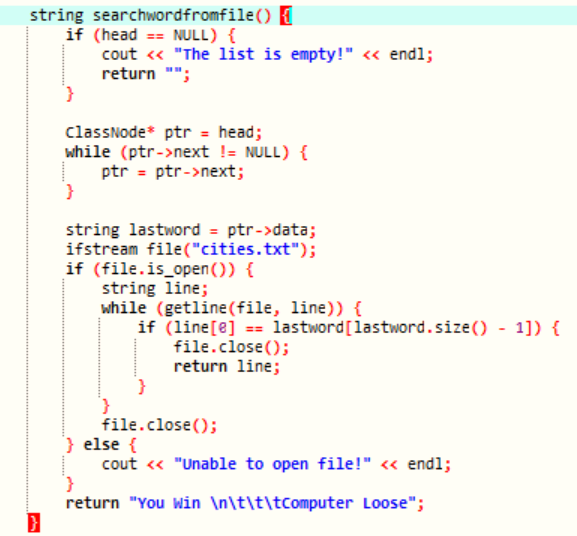 string searchwordfromfile() {
    if (head == NULL) {
        cout << "The list is empty!" << endl;
        return "";
    }

    ClassNode* ptr = head;
    while (ptr->next != NULL) {
        ptr = ptr->next;
    }

    string lastword = ptr->data;
    ifstream file("cities.txt");
    if (file.is_open()) {
        string line;
        while (getline(file, line)) {
            if (line[0] == lastword[lastword.size() - 1]) {
                file.close();
                return line;
            }
        }
        file.close();
    } else {
        cout << "Unable to open file!" << endl;
    }
    return "You Win \n\t\t\tComputer Loose";
}